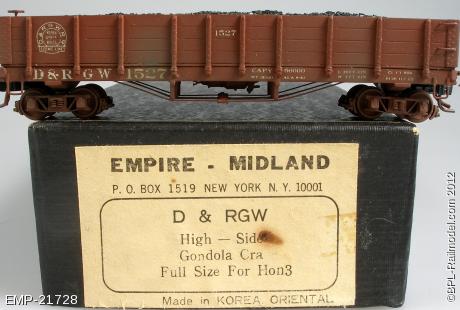 1527
D & R G W 1527
EMPIRE - MIDLAND
P. O. BOX 1519 NEW YORK N. Y. 10001
D & RGW
High — Side
Gondola Cra
Full Size For Hon3
Made in KOREA, ORIENTAL
EMP-21728
©BPL-Railmodel.com 2012